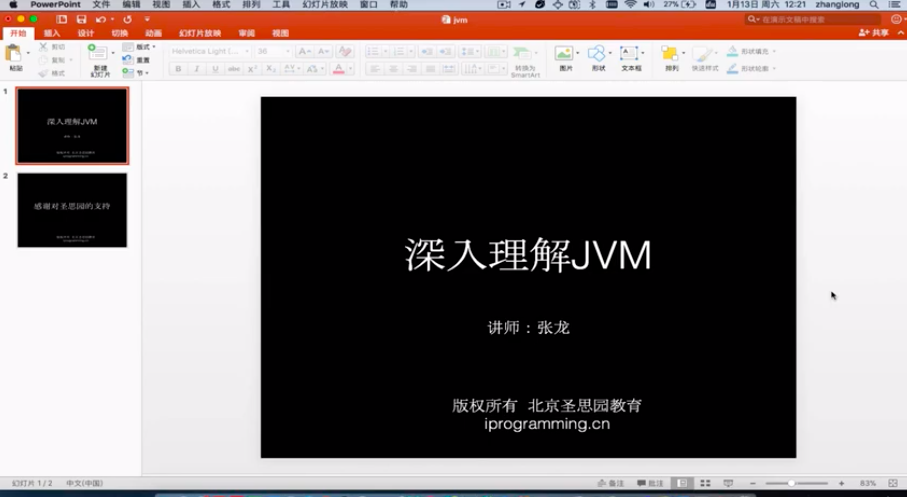 PowerPoint 文件 编辑 视图 插入 格式 排列 工具 幻灯片放映 窗口 帮助 27% 1月13日 周六 12:21 zhanglong
jvm
在演示文稿中搜索
开始 插入 设计 切换 动画 幻灯片放映 审阅 视图 共享
粘贴
剪切
复制
格式
新建
幻灯片
版式
重置
节
Helvetica Light 36
B I U abc X² X₂
转换为
SmartArt
图片 形状 文本框 排列 快速样式
形状填充
形状轮廓
1
深入理解JVM
2
感谢对圣思园的支持
深入理解JVM
讲师：张龙
版权所有 北京圣思园教育
iprogramming.cn
幻灯片 1 / 2 中文(中国) 备注 批注 83%